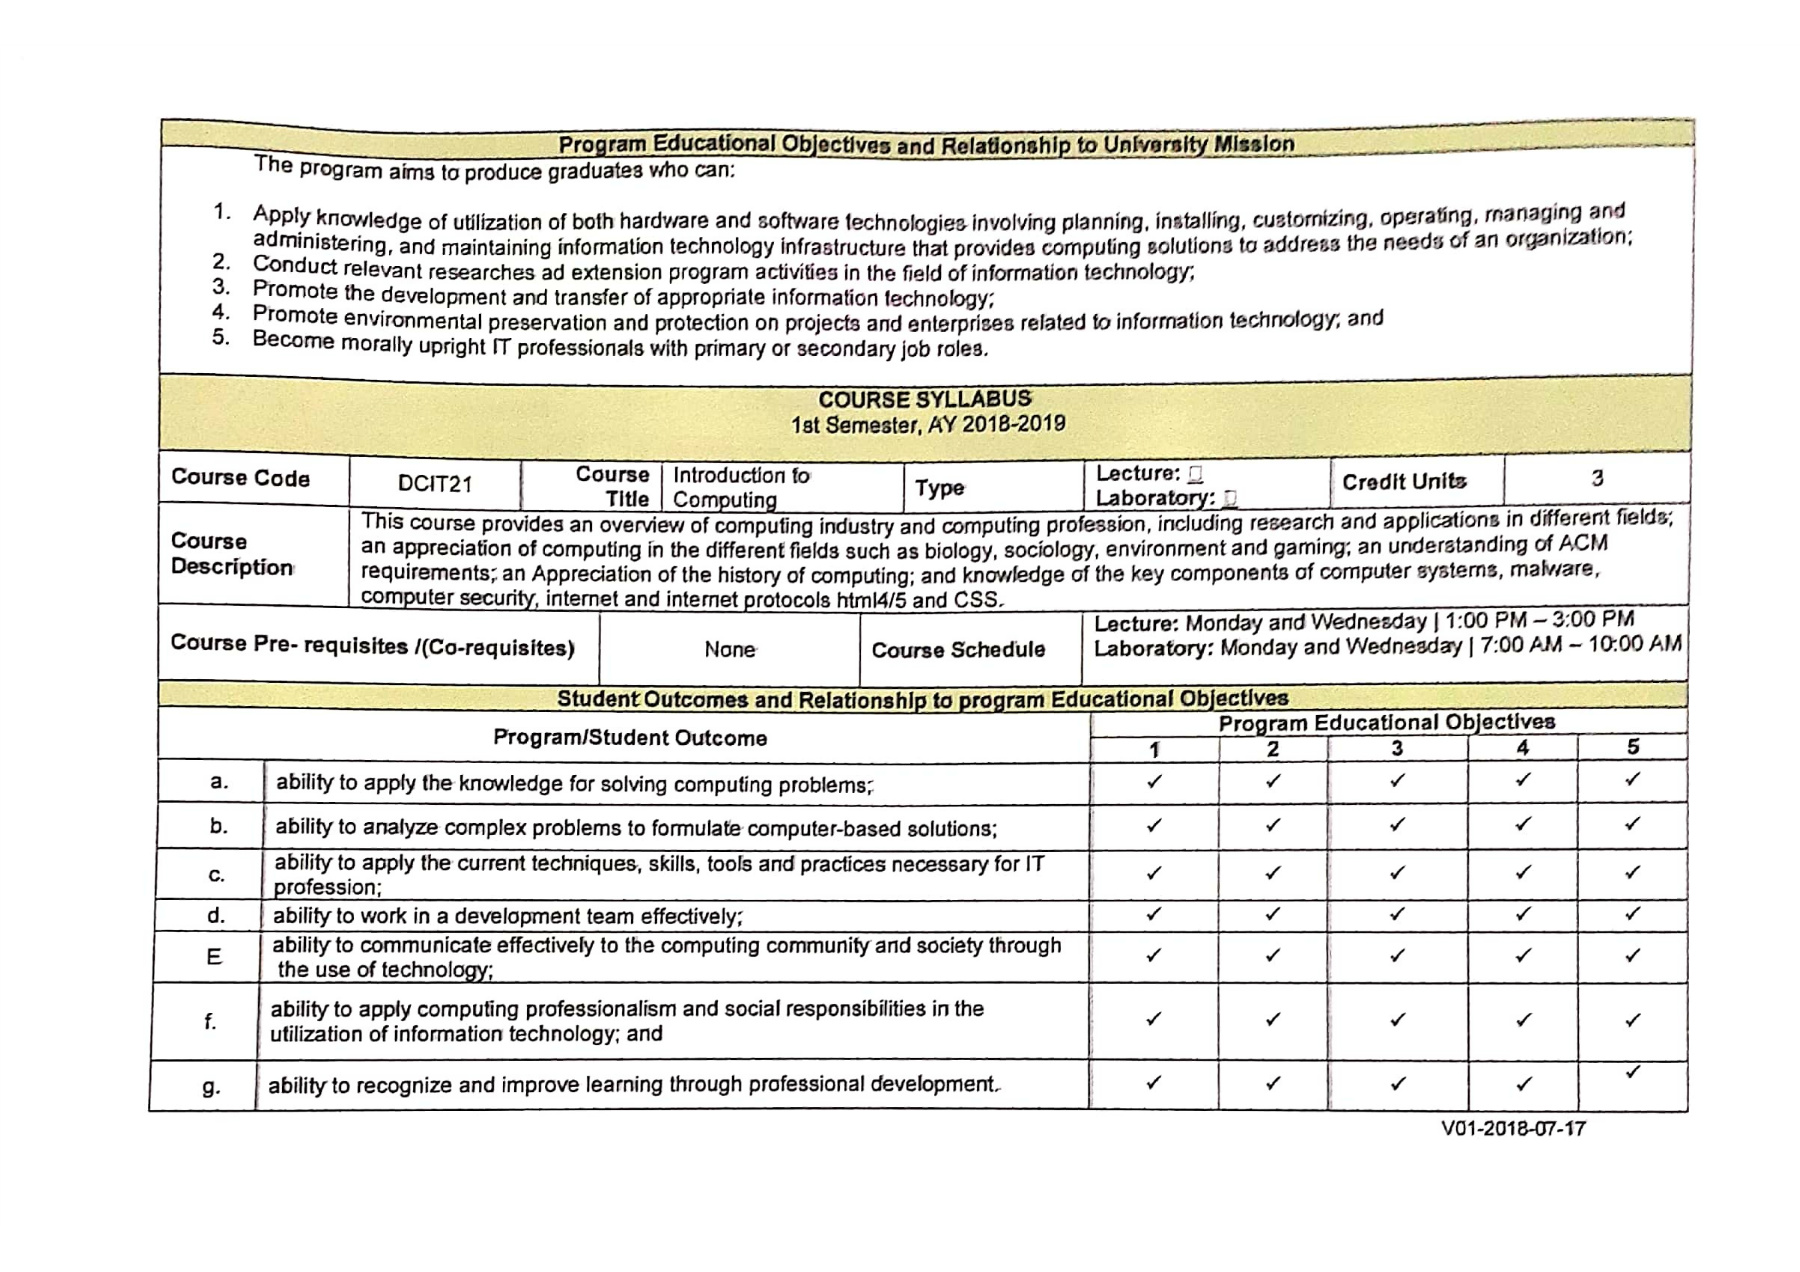 Program Educational Objectives and Relationship to University Mission
The program aims to produce graduates who can:
1. Apply knowledge of utilization of both hardware and software technologies involving planning, installing, customizing, operating, managing and
administering, and maintaining information technology infrastructure that provides computing solutions to address the needs of an organization;
2. Conduct relevant researches ad extension program activities in the field of information technology;
3. Promote the development and transfer of appropriate information technology;
4. Promote environmental preservation and protection on projects and enterprises related to information technology; and
5. Become morally upright IT professionals with primary or secondary job roles.
COURSE SYLLABUS
1st Semester, AY 2018-2019
Course Code DCIT21 Course Title Introduction to Computing Type Lecture: ☐ Laboratory: ☐ Credit Units 3
Course Description
This course provides an overview of computing industry and computing profession, including research and applications in different fields;
an appreciation of computing in the different fields such as biology, sociology, environment and gaming; an understanding of ACM
requirements; an Appreciation of the history of computing; and knowledge of the key components of computer systems, malware,
computer security, internet and internet protocols html4/5 and CSS.
Course Pre- requisites /(Co-requisites) None Course Schedule
Lecture: Monday and Wednesday | 1:00 PM – 3:00 PM
Laboratory: Monday and Wednesday | 7:00 AM – 10:00 AM
Student Outcomes and Relationship to program Educational Objectives
Program/Student Outcome
Program Educational Objectives
1 2 3 4 5
a. ability to apply the knowledge for solving computing problems; ✓ ✓ ✓ ✓ ✓
b. ability to analyze complex problems to formulate computer-based solutions; ✓ ✓ ✓ ✓ ✓
c. ability to apply the current techniques, skills, tools and practices necessary for IT
profession; ✓ ✓ ✓ ✓ ✓
d. ability to work in a development team effectively; ✓ ✓ ✓ ✓ ✓
E ability to communicate effectively to the computing community and society through
the use of technology; ✓ ✓ ✓ ✓ ✓
f. ability to apply computing professionalism and social responsibilities in the
utilization of information technology; and ✓ ✓ ✓ ✓ ✓
g. ability to recognize and improve learning through professional development. ✓ ✓ ✓ ✓ ✓
V01-2018-07-17